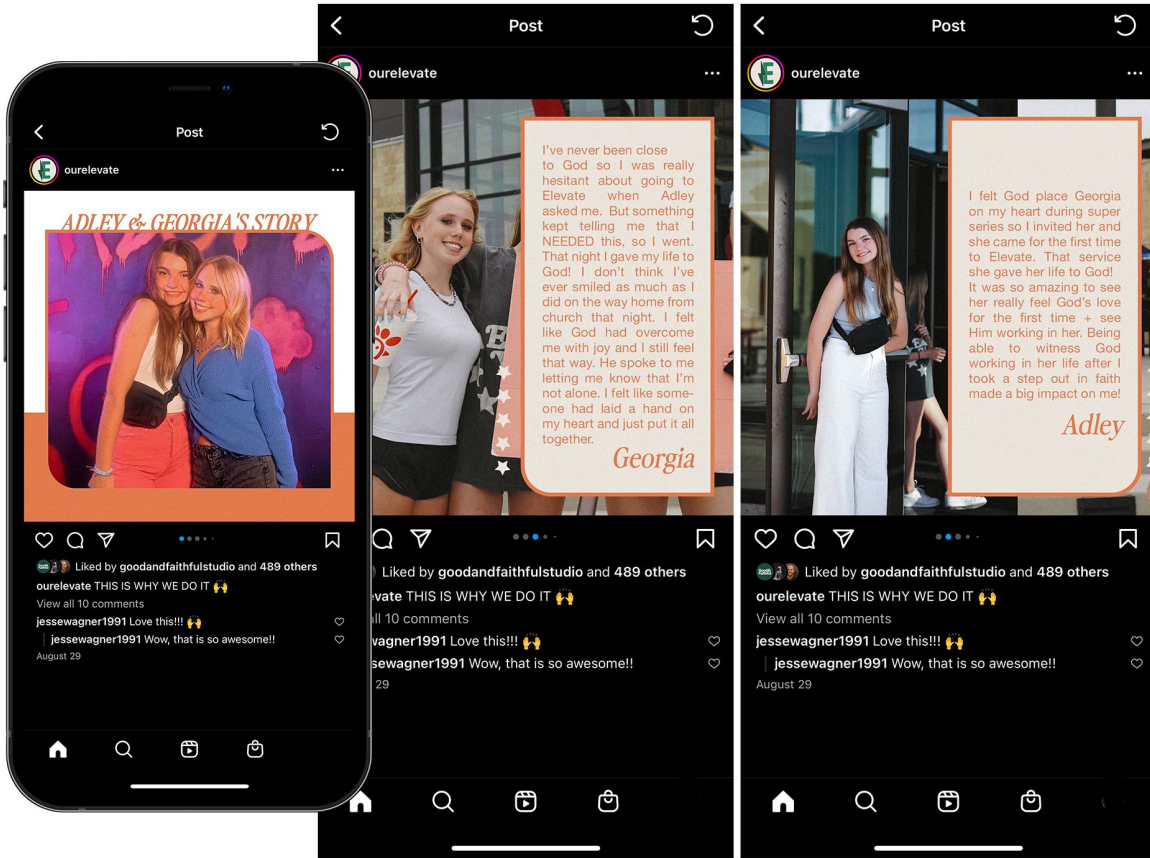 Post
ourelevate
ADLEY & GEORGIA'S STORY
Liked by goodandfaithfulstudio and 489 others
ourelevate THIS IS WHY WE DO IT 🙌
View all 10 comments
jessewagner1991 Love this!!! 🙌
jessewagner1991 Wow, that is so awesome!!
August 29
Post
ourelevate
I've never been close
to God so I was really
hesitant about going to
Elevate when Adley
asked me. But something
kept telling me that I
NEEDED this, so I went.
That night I gave my life to
God! I don't think I've
ever smiled as much as I
did on the way home from
church that night. I felt
like God had overcome
me with joy and I still feel
that way. He spoke to me
letting me know that I'm
not alone. I felt like some-
one had laid a hand on
my heart and just put it all
together.
Georgia
Liked by goodandfaithfulstudio and 489 others
evate THIS IS WHY WE DO IT 🙌
all 10 comments
wagner1991 Love this!!! 🙌
sewagner1991 Wow, that is so awesome!!
29
Post
ourelevate
I felt God place Georgia
on my heart during super
series so I invited her and
she came for the first time
to Elevate. That service
she gave her life to God!
It was so amazing to see
her really feel God's love
for the first time + see
Him working in her. Being
able to witness God
working in her life after I
took a step out in faith
made a big impact on me!
Adley
Liked by goodandfaithfulstudio and 489 others
ourelevate THIS IS WHY WE DO IT 🙌
View all 10 comments
jessewagner1991 Love this!!! 🙌
jessewagner1991 Wow, that is so awesome!!
August 29